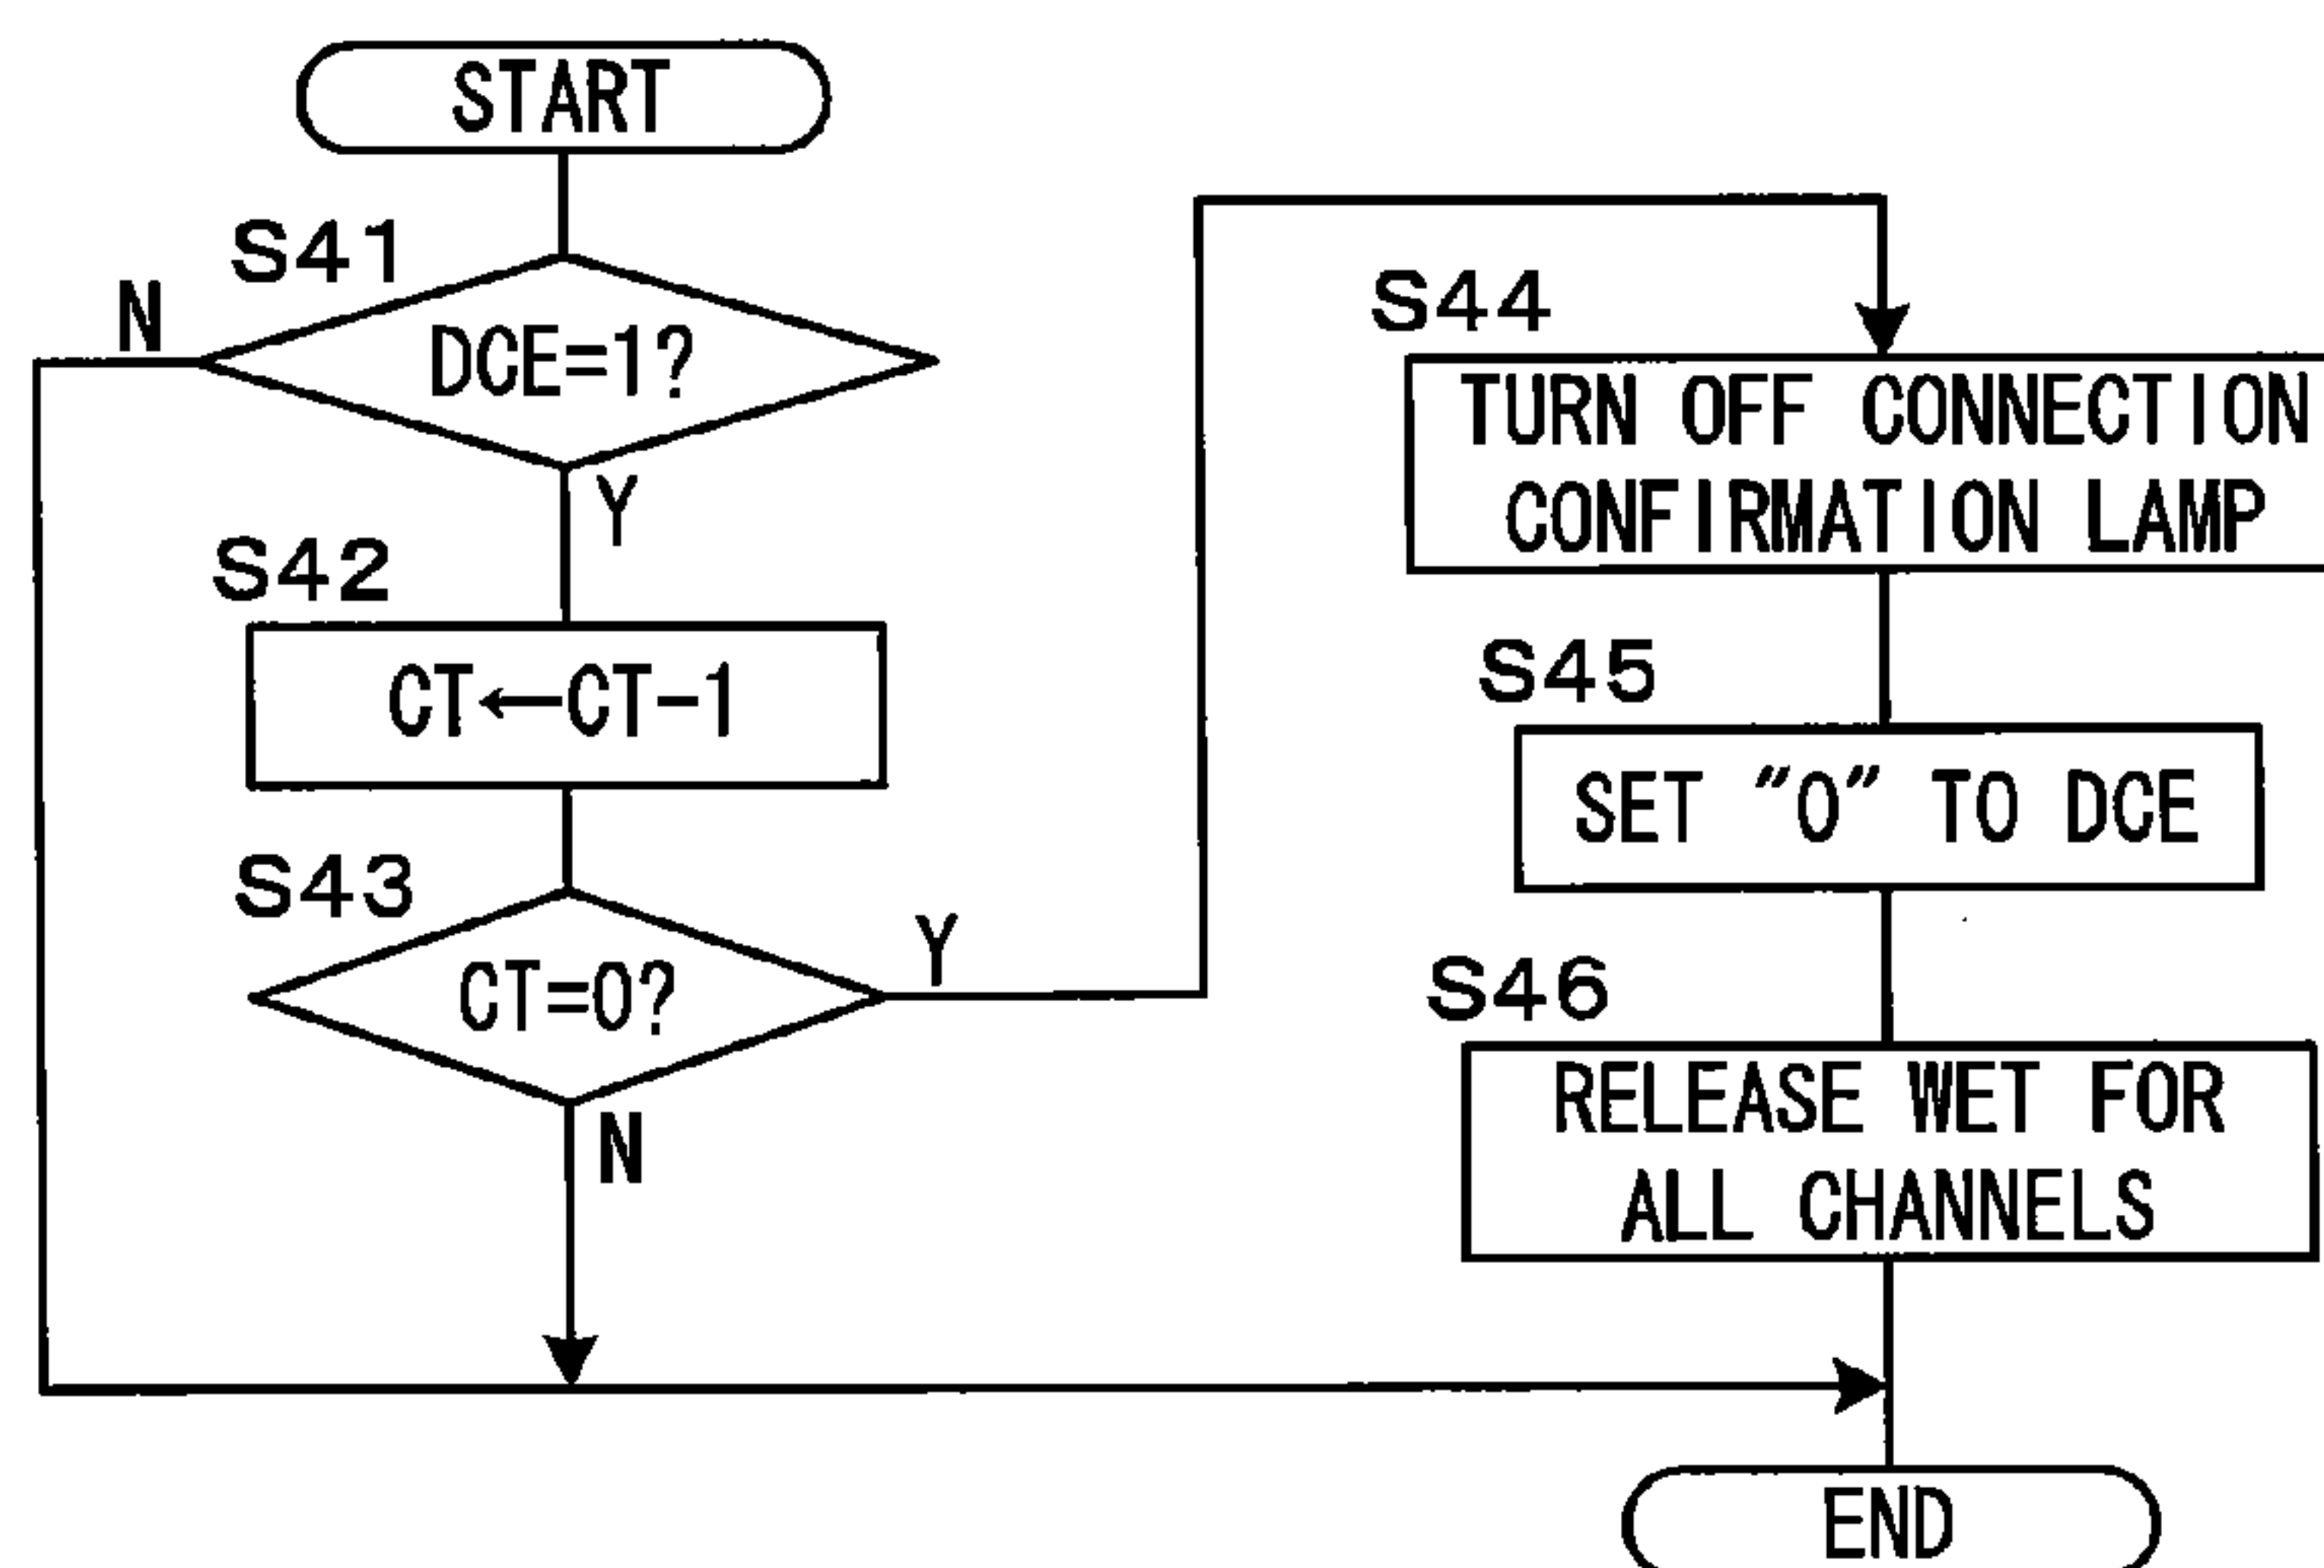 START
S41
N
DCE=1?
Y
S42
CT←CT-1
S43
CT=0?
Y
N
S44
TURN OFF CONNECTION
CONFIRMATION LAMP
S45
SET "0" TO DCE
S46
RELEASE WET FOR
ALL CHANNELS
END